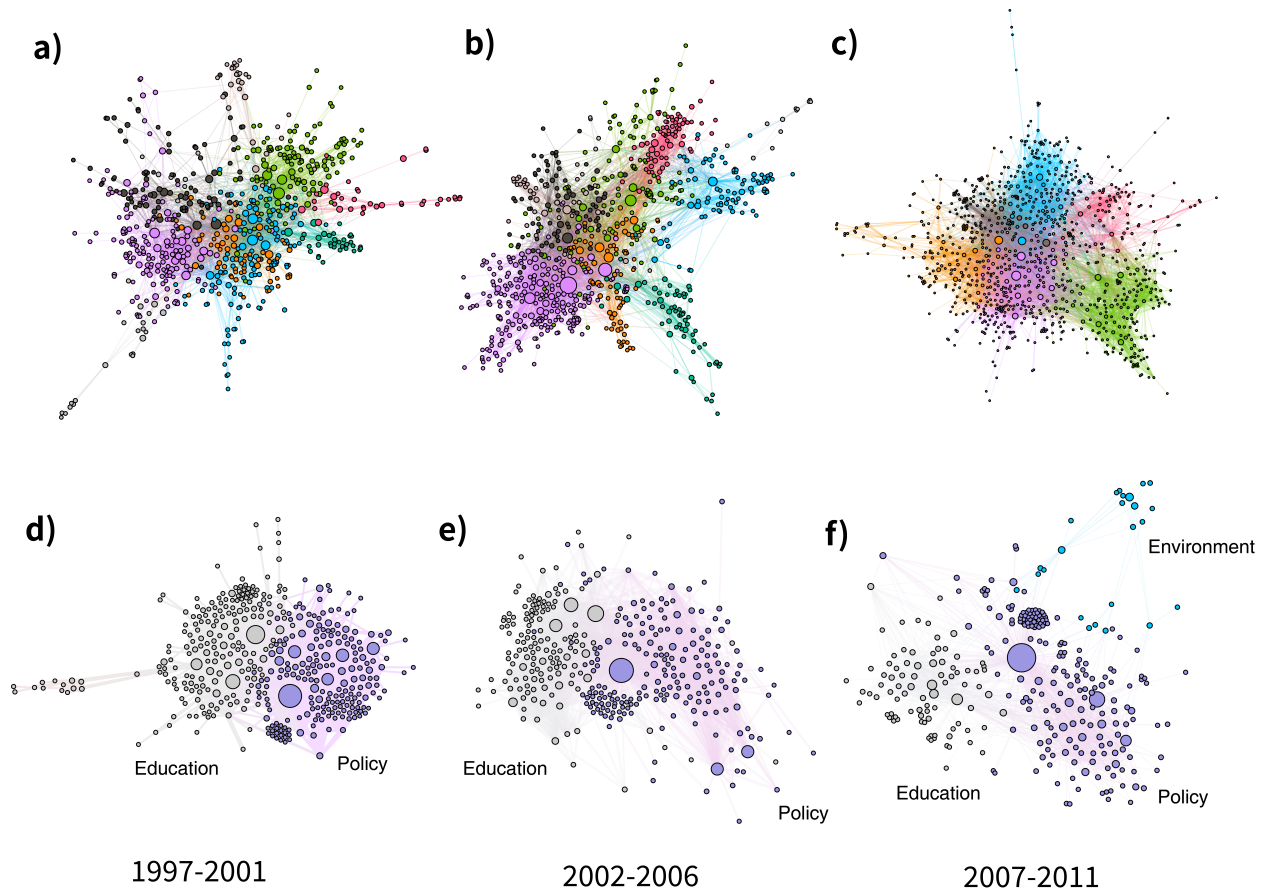 a)
b)
c)
d)
e)
f)
Environment
Education
Policy
Education
Policy
Education
Policy
1997-2001
2002-2006
2007-2011